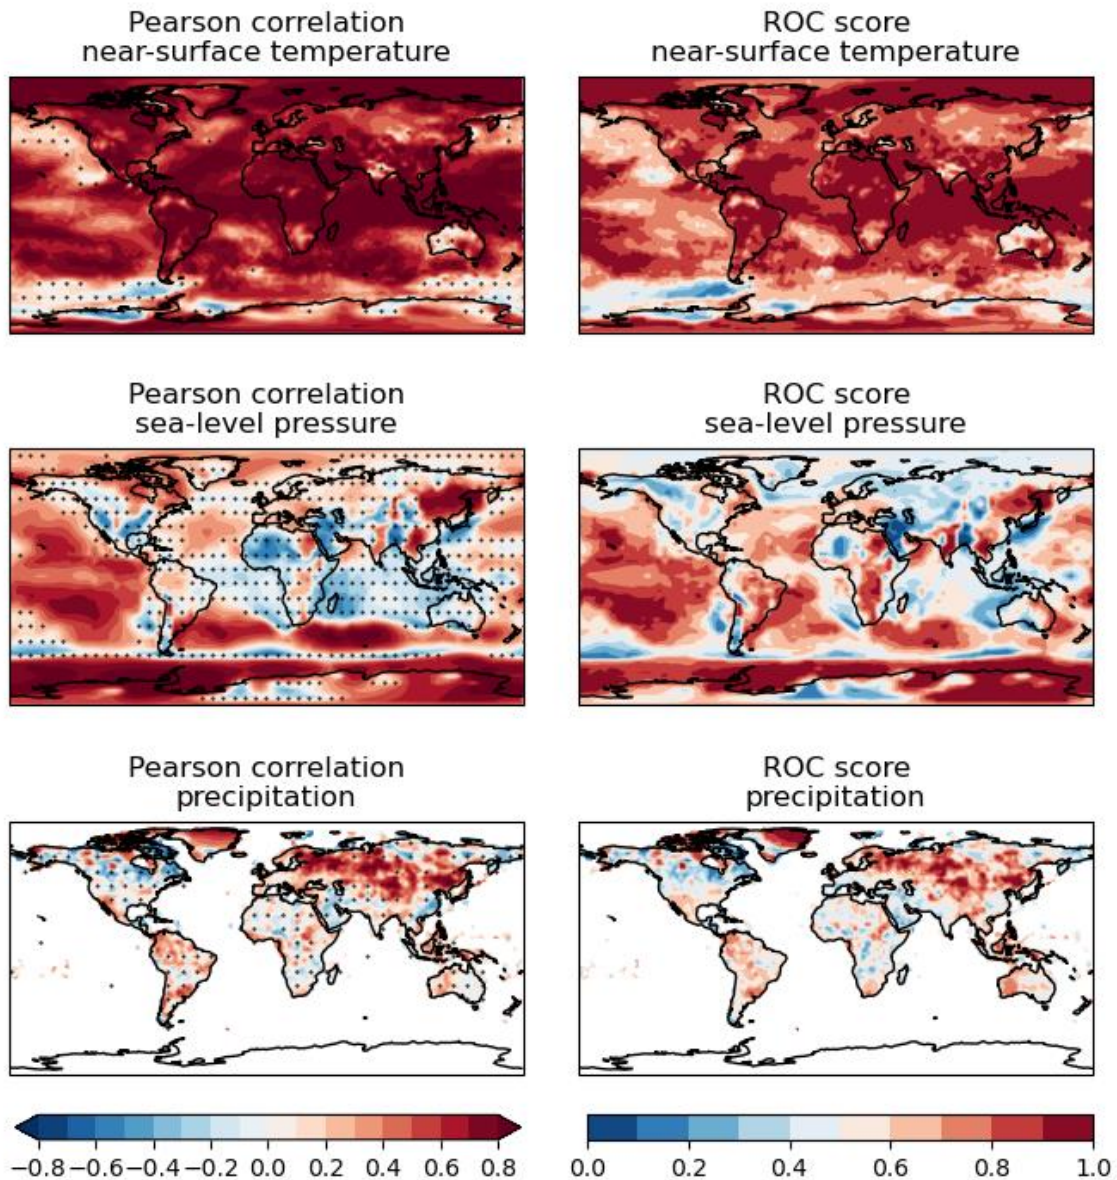 Pearson correlation
near-surface temperature
ROC score
near-surface temperature
Pearson correlation
sea-level pressure
ROC score
sea-level pressure
Pearson correlation
precipitation
ROC score
precipitation
−0.8 −0.6 −0.4 −0.2 0.0 0.2 0.4 0.6 0.8
0.0 0.2 0.4 0.6 0.8 1.0